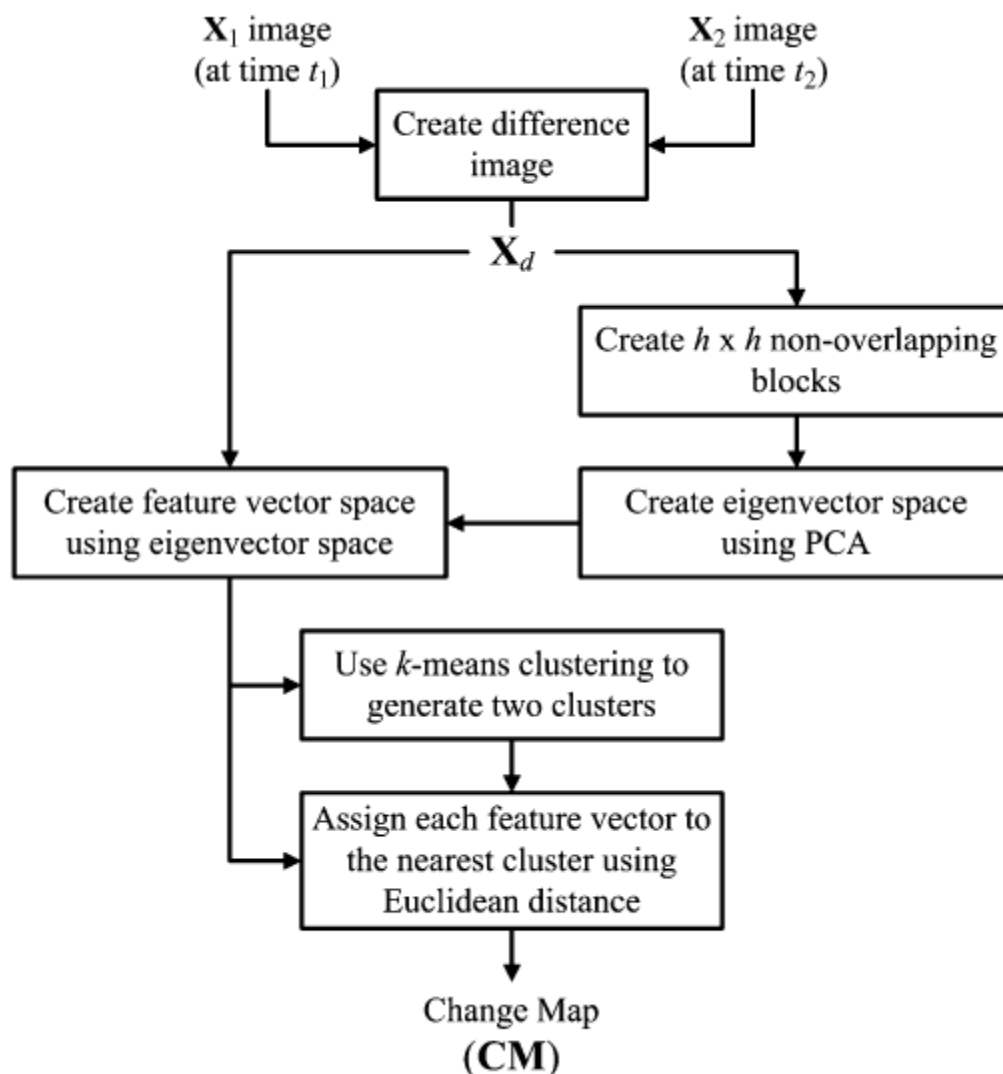 X₁ image
(at time t₁)
X₂ image
(at time t₂)
Create difference
image
X_d
Create h x h non-overlapping
blocks
Create feature vector space
using eigenvector space
Create eigenvector space
using PCA
Use k-means clustering to
generate two clusters
Assign each feature vector to
the nearest cluster using
Euclidean distance
Change Map
(CM)